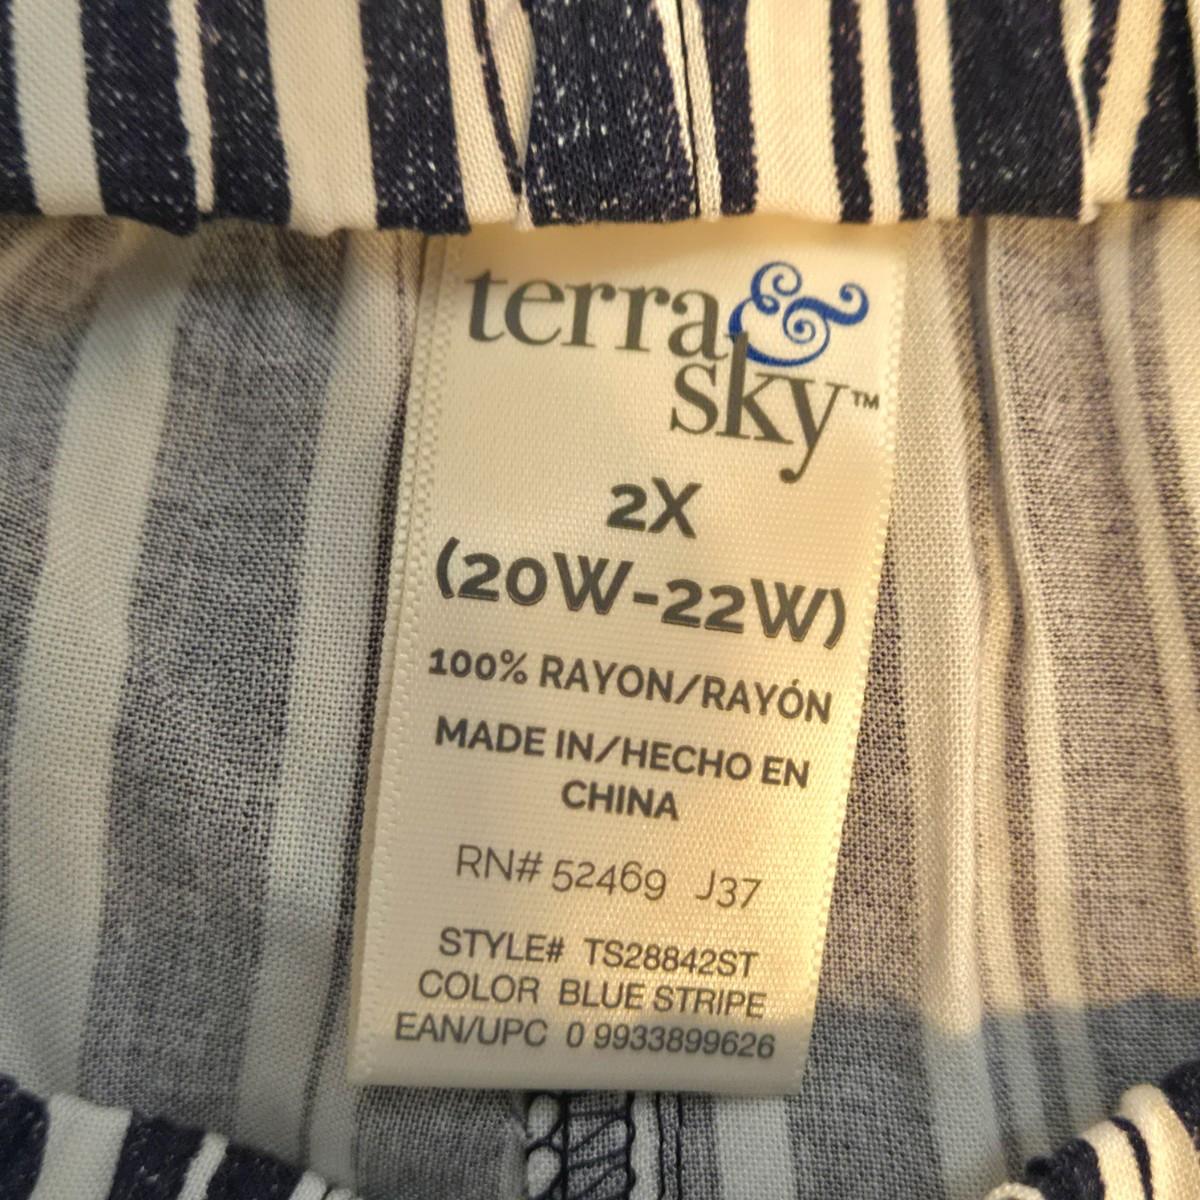 terra &
sky™
2X
(20W-22W)
100% RAYON/RAYÓN
MADE IN/HECHO EN
CHINA
RN# 52469 J37
STYLE# TS28842ST
COLOR BLUE STRIPE
EAN/UPC 0 9933899626